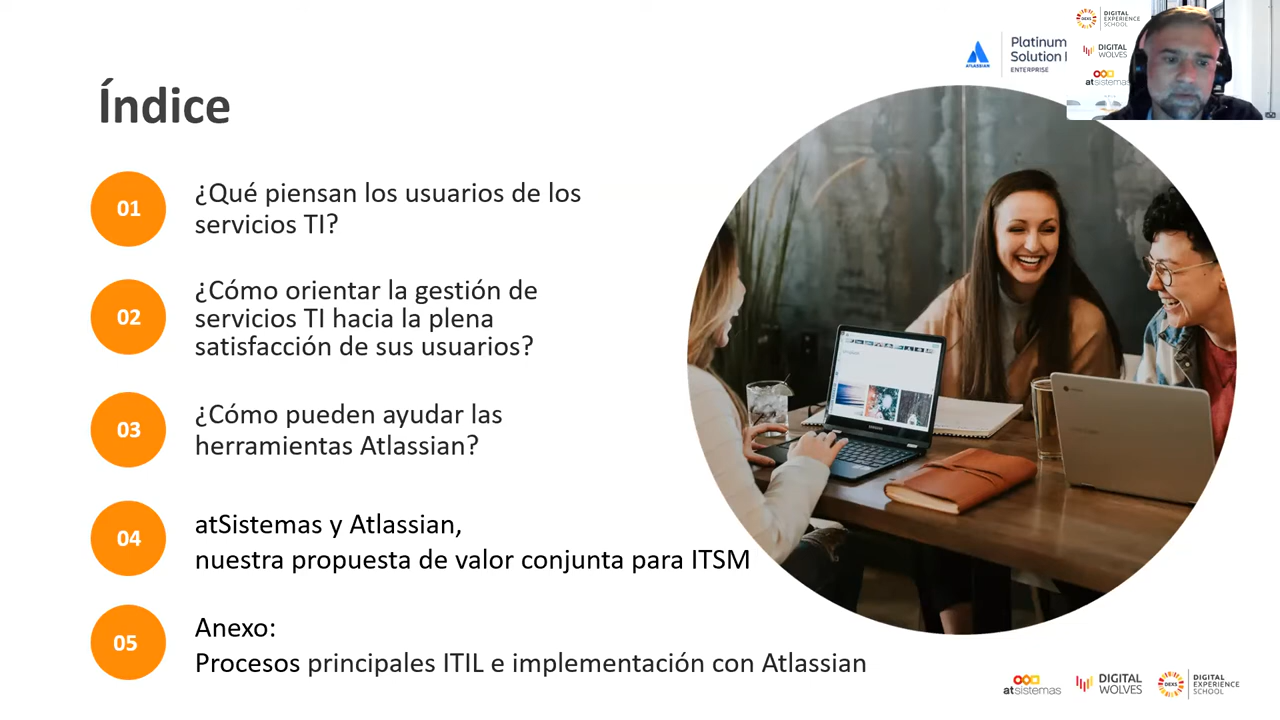 Índice
01
¿Qué piensan los usuarios de los
servicios TI?
02
¿Cómo orientar la gestión de
servicios TI hacia la plena
satisfacción de sus usuarios?
03
¿Cómo pueden ayudar las
herramientas Atlassian?
04
atSistemas y Atlassian,
nuestra propuesta de valor conjunta para ITSM
05
Anexo:
Procesos principales ITIL e implementación con Atlassian
ATLASSIAN
Platinum
Solution
ENTERPRISE
DEXS
DIGITAL
EXPERIENCE
SCHOOL
DIGITAL
WOLVES
atsistemas
SAMSUNG
atsistemas
DIGITAL
WOLVES
DEXS
DIGITAL
EXPERIENCE
SCHOOL